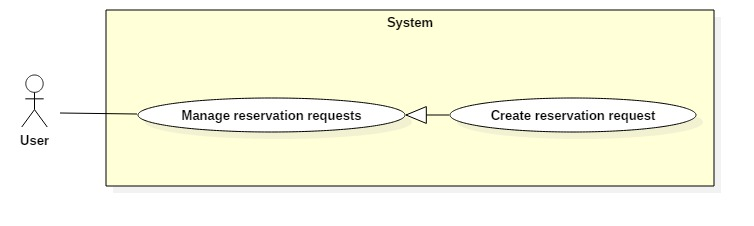 System
Manage reservation requests
Create reservation request
User